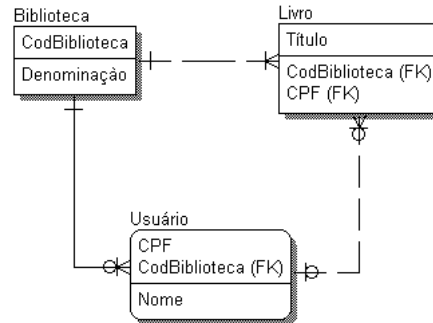 Biblioteca
CodBiblioteca
Denominação
Livro
Título
CodBiblioteca (FK)
CPF (FK)
Usuário
CPF
CodBiblioteca (FK)
Nome